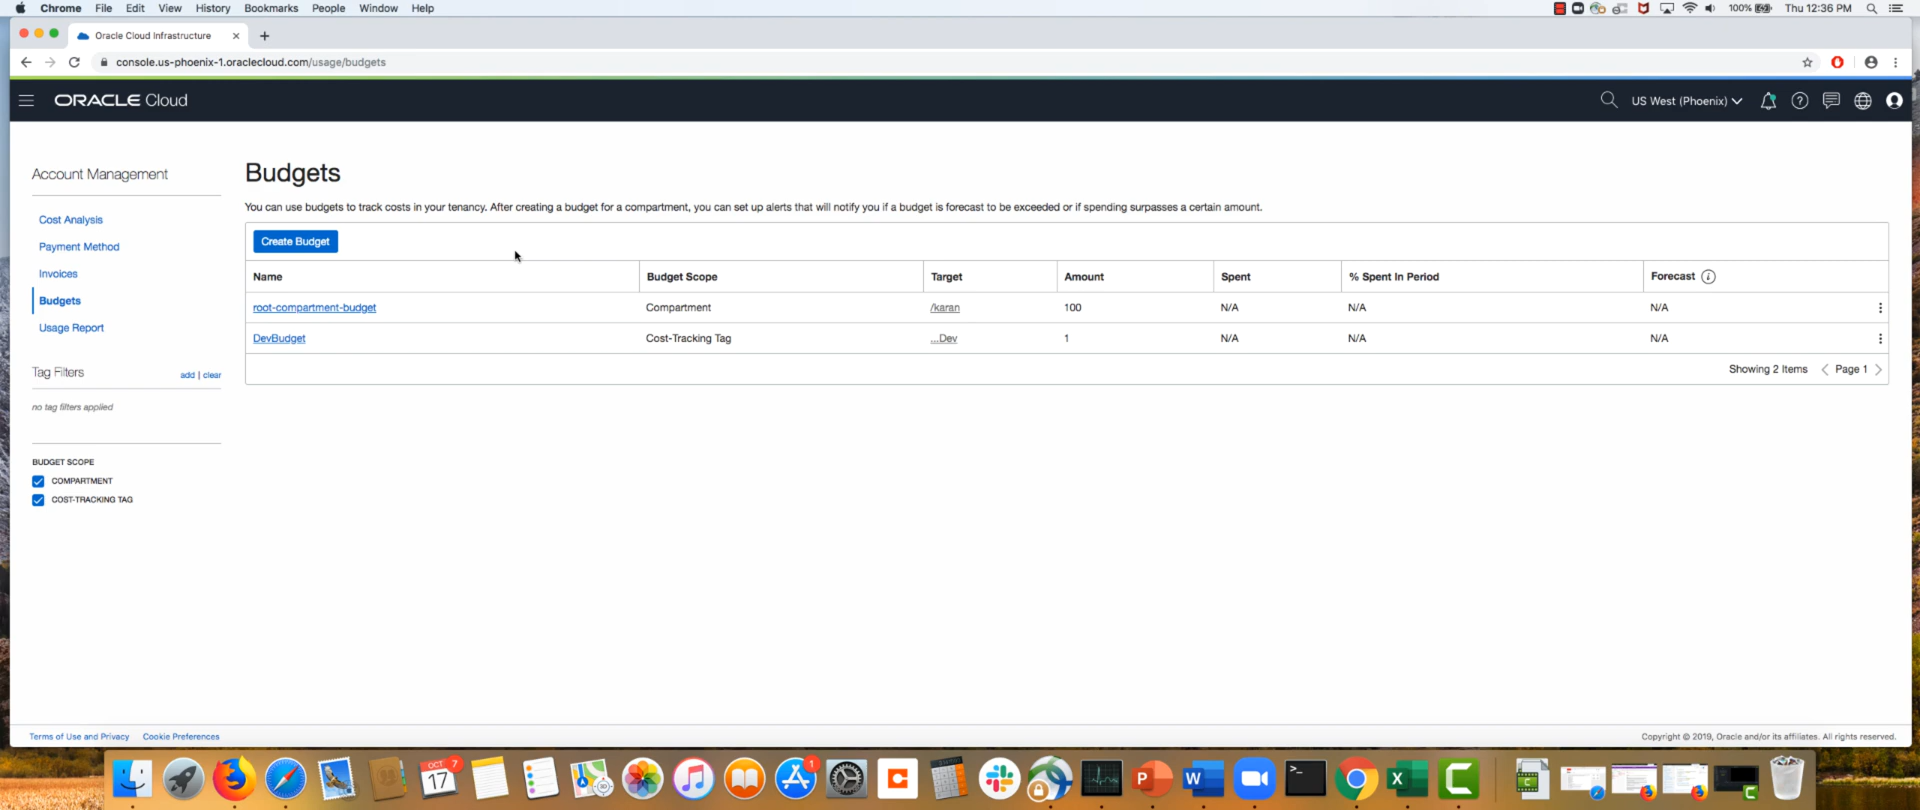 Chrome File Edit View History Bookmarks People Window Help
100% Thu 12:36 PM
Oracle Cloud Infrastructure
console.us-phoenix-1.oraclecloud.com/usage/budgets
ORACLE Cloud
US West (Phoenix)
Account Management
Cost Analysis
Payment Method
Invoices
Budgets
Usage Report
Tag Filters add | clear
no tag filters applied
BUDGET SCOPE
COMPARTMENT
COST-TRACKING TAG
Budgets
You can use budgets to track costs in your tenancy. After creating a budget for a compartment, you can set up alerts that will notify you if a budget is forecast to be exceeded or if spending surpasses a certain amount.
Create Budget
Name Budget Scope Target Amount Spent % Spent In Period Forecast
root-compartment-budget Compartment /karan 100 N/A N/A N/A
DevBudget Cost-Tracking Tag ...Dev 1 N/A N/A N/A
Showing 2 Items Page 1
Terms of Use and Privacy Cookie Preferences
Copyright © 2019, Oracle and/or its affiliates. All rights reserved.
OCT
17
7
1
P
W
X